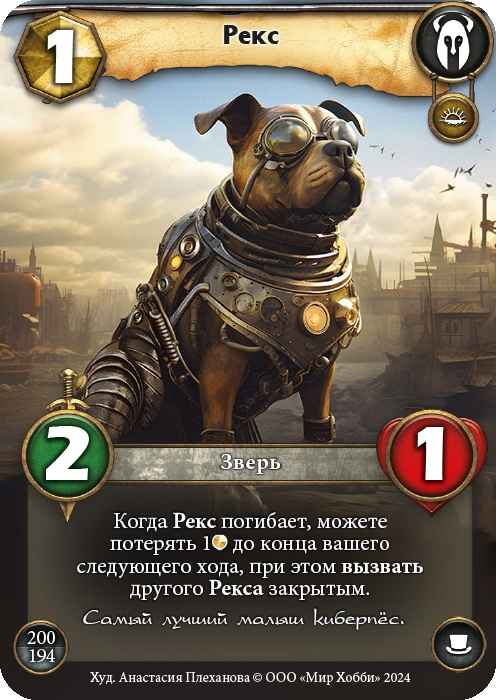 1
Рекс
2
1
Зверь
Когда Рекс погибает, можете
потерять 1 до конца вашего
следующего хода, при этом вызвать
другого Рекса закрытым.
Самый лучший малыш киберпёс.
200
194
Худ. Анастасия Плеханова © ООО «Мир Хобби» 2024